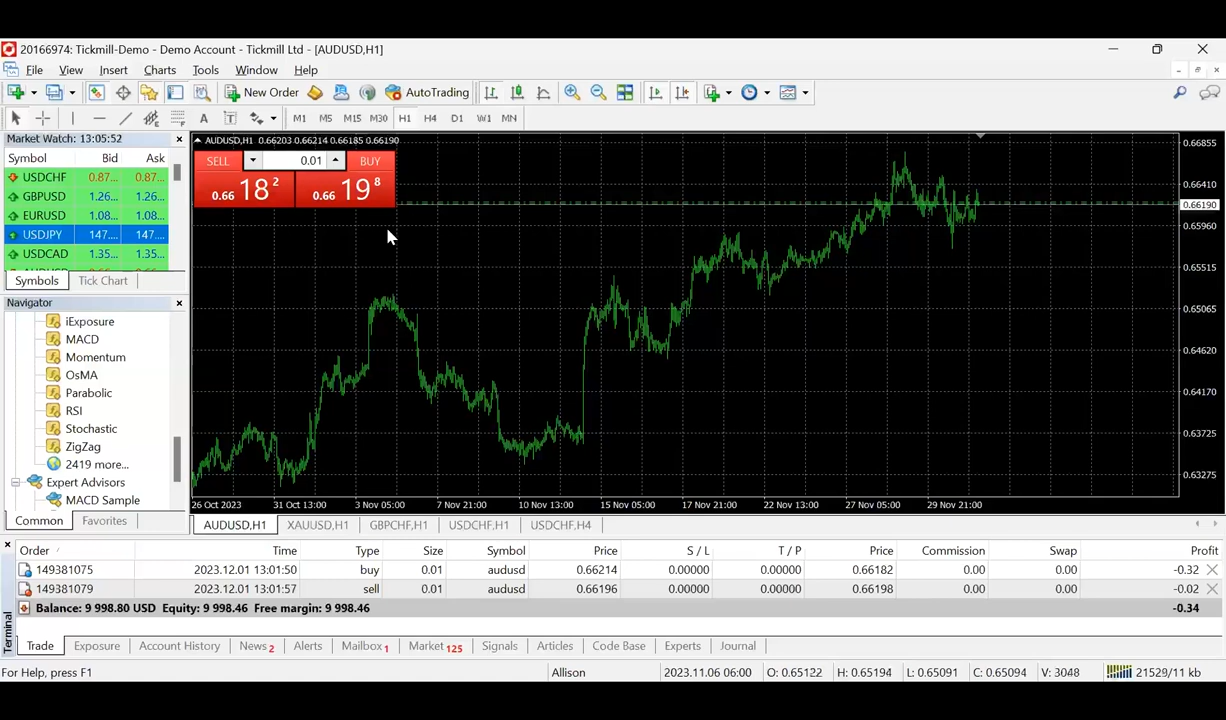 20166974: Tickmill-Demo - Demo Account - Tickmill Ltd - [AUDUSD,H1]
File View Insert Charts Tools Window Help
New Order AutoTrading
A T M1 M5 M15 M30 H1 H4 D1 W1 MN
Market Watch: 13:05:52
Symbol Bid Ask
USDCHF 0.87... 0.87...
GBPUSD 1.26... 1.26...
EURUSD 1.08... 1.08...
USDJPY 147.... 147....
USDCAD 1.35... 1.35...
Symbols Tick Chart
Navigator
iExposure
MACD
Momentum
OsMA
Parabolic
RSI
Stochastic
ZigZag
2419 more...
Expert Advisors
MACD Sample
Common Favorites
AUDUSD,H1 0.66203 0.66214 0.66185 0.66190
SELL 0.01 BUY
0.66 18 2 0.66 19 8
0.66855
0.66410
0.66190
0.65960
0.65515
0.65065
0.64620
0.64170
0.63725
0.63275
26 Oct 2023 31 Oct 13:00 3 Nov 05:00 7 Nov 21:00 10 Nov 13:00 15 Nov 05:00 17 Nov 21:00 22 Nov 13:00 27 Nov 05:00 29 Nov 21:00
AUDUSD,H1 XAUUSD,H1 GBPCHF,H1 USDCHF,H1 USDCHF,H4
Order / Time Type Size Symbol Price S / L T / P Price Commission Swap Profit
149381075 2023.12.01 13:01:50 buy 0.01 audusd 0.66214 0.00000 0.00000 0.66182 0.00 0.00 -0.32
149381079 2023.12.01 13:01:57 sell 0.01 audusd 0.66196 0.00000 0.00000 0.66198 0.00 0.00 -0.02
Balance: 9 998.80 USD Equity: 9 998.46 Free margin: 9 998.46 -0.34
Terminal
Trade Exposure Account History News 2 Alerts Mailbox 1 Market 125 Signals Articles Code Base Experts Journal
For Help, press F1 Allison 2023.11.06 06:00 O: 0.65122 H: 0.65194 L: 0.65091 C: 0.65094 V: 3048 21529/11 kb